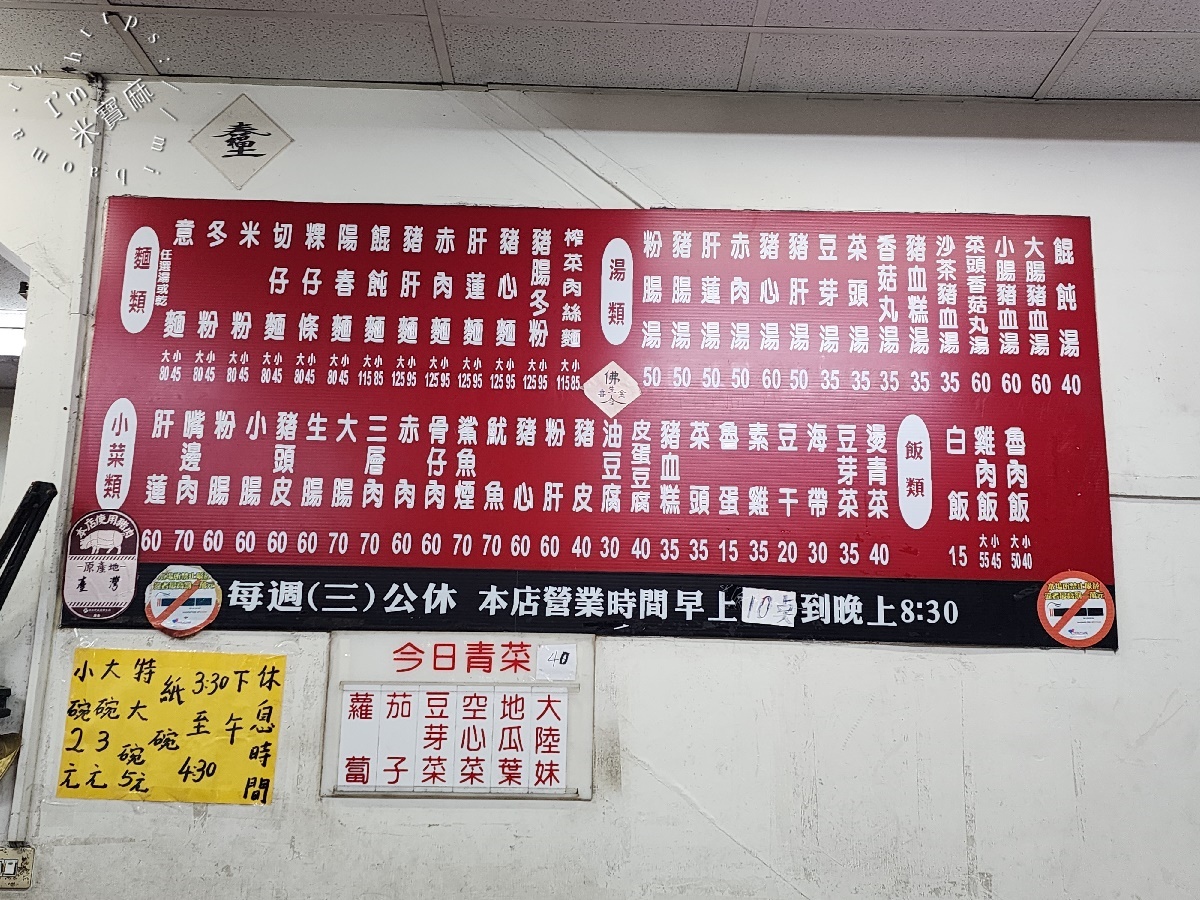 I'm
米寶麻
春福
麵類
任選湯或乾
意麵 大80 小45
冬粉 大80 小45
米粉 大80 小45
切仔麵 大80 小45
粿仔條 大80 小45
陽春麵 大80 小45
餛飩麵 大115 小85
豬肝麵 大125 小95
赤肉麵 大125 小95
肝蓮麵 大125 小95
豬心麵 大125 小95
豬腸冬粉 大125 小95
榨菜肉絲麵 大115 小85
湯類
粉腸湯 50
豬腸湯 50
肝蓮湯 50
赤肉湯 50
豬心湯 60
豬肝湯 50
豆芽湯 35
菜頭湯 35
香菇丸湯 35
豬血糕湯 35
沙茶豬血湯 35
菜頭香菇丸湯 60
小腸豬血湯 60
大腸豬血湯 60
餛飩湯 40
小菜類
肝蓮 60
嘴邊肉 70
粉腸 60
小腸 60
豬頭皮 60
生腸 70
大腸 70
三層肉 60
赤肉 60
骨仔肉 60
鯊魚煙 70
魷魚 70
豬心 60
粉肝 60
豬皮 40
油豆腐 30
皮蛋豆腐 40
豬血糕 35
菜頭 35
魯蛋 15
素雞 35
豆干 20
海帶 30
豆芽菜 35
燙青菜 40
飯類
白飯 15
雞肉飯 大55 小45
魯肉飯 大50 小40
本店使用豬肉
原產地
臺灣
每週(三)公休 本店營業時間早上10點到晚上8:30
休息時間
下午
3:30至4:30
紙碗
特大碗5元
大碗3元
小碗2元
今日青菜 40
蘿蔔
茄子
豆芽菜
空心菜
地瓜葉
大陸妹